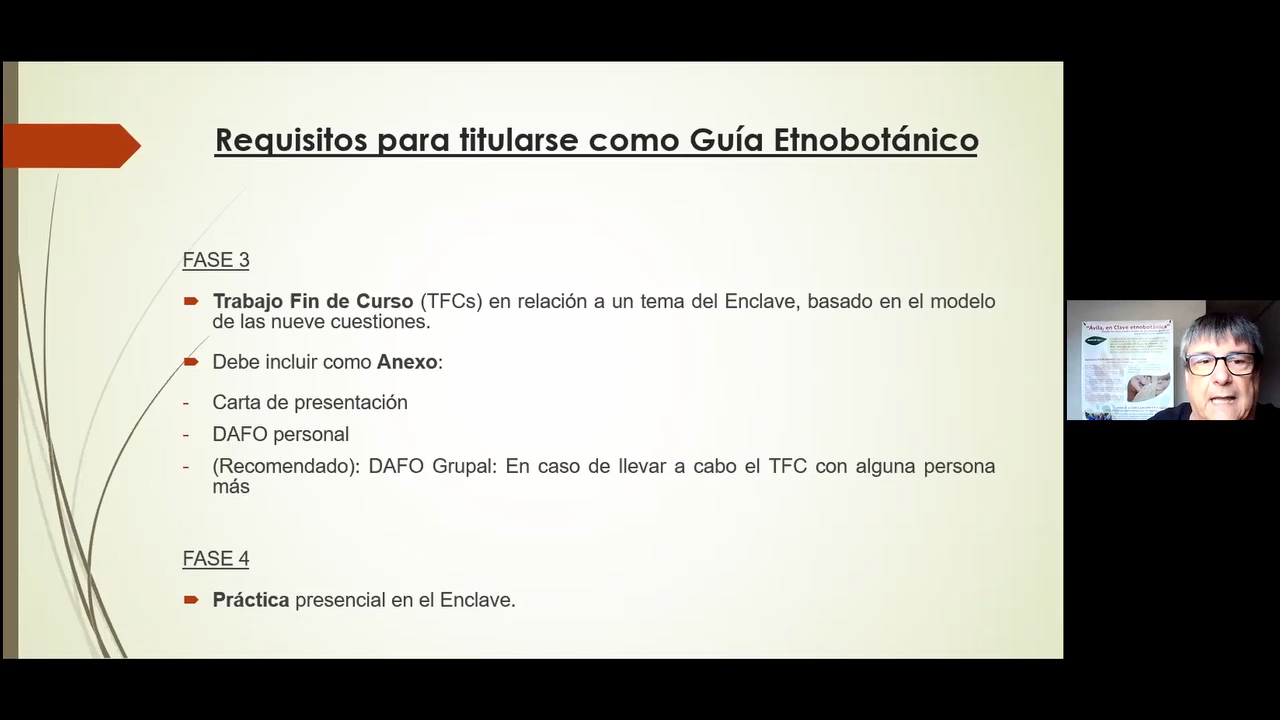 Requisitos para titularse como Guía Etnobotánico
FASE 3
Trabajo Fin de Curso (TFCs) en relación a un tema del Enclave, basado en el modelo
de las nueve cuestiones.
Debe incluir como Anexo:
- Carta de presentación
- DAFO personal
- (Recomendado): DAFO Grupal: En caso de llevar a cabo el TFC con alguna persona
más
FASE 4
Práctica presencial en el Enclave.
"Ávila, en Clave etnobotánica"